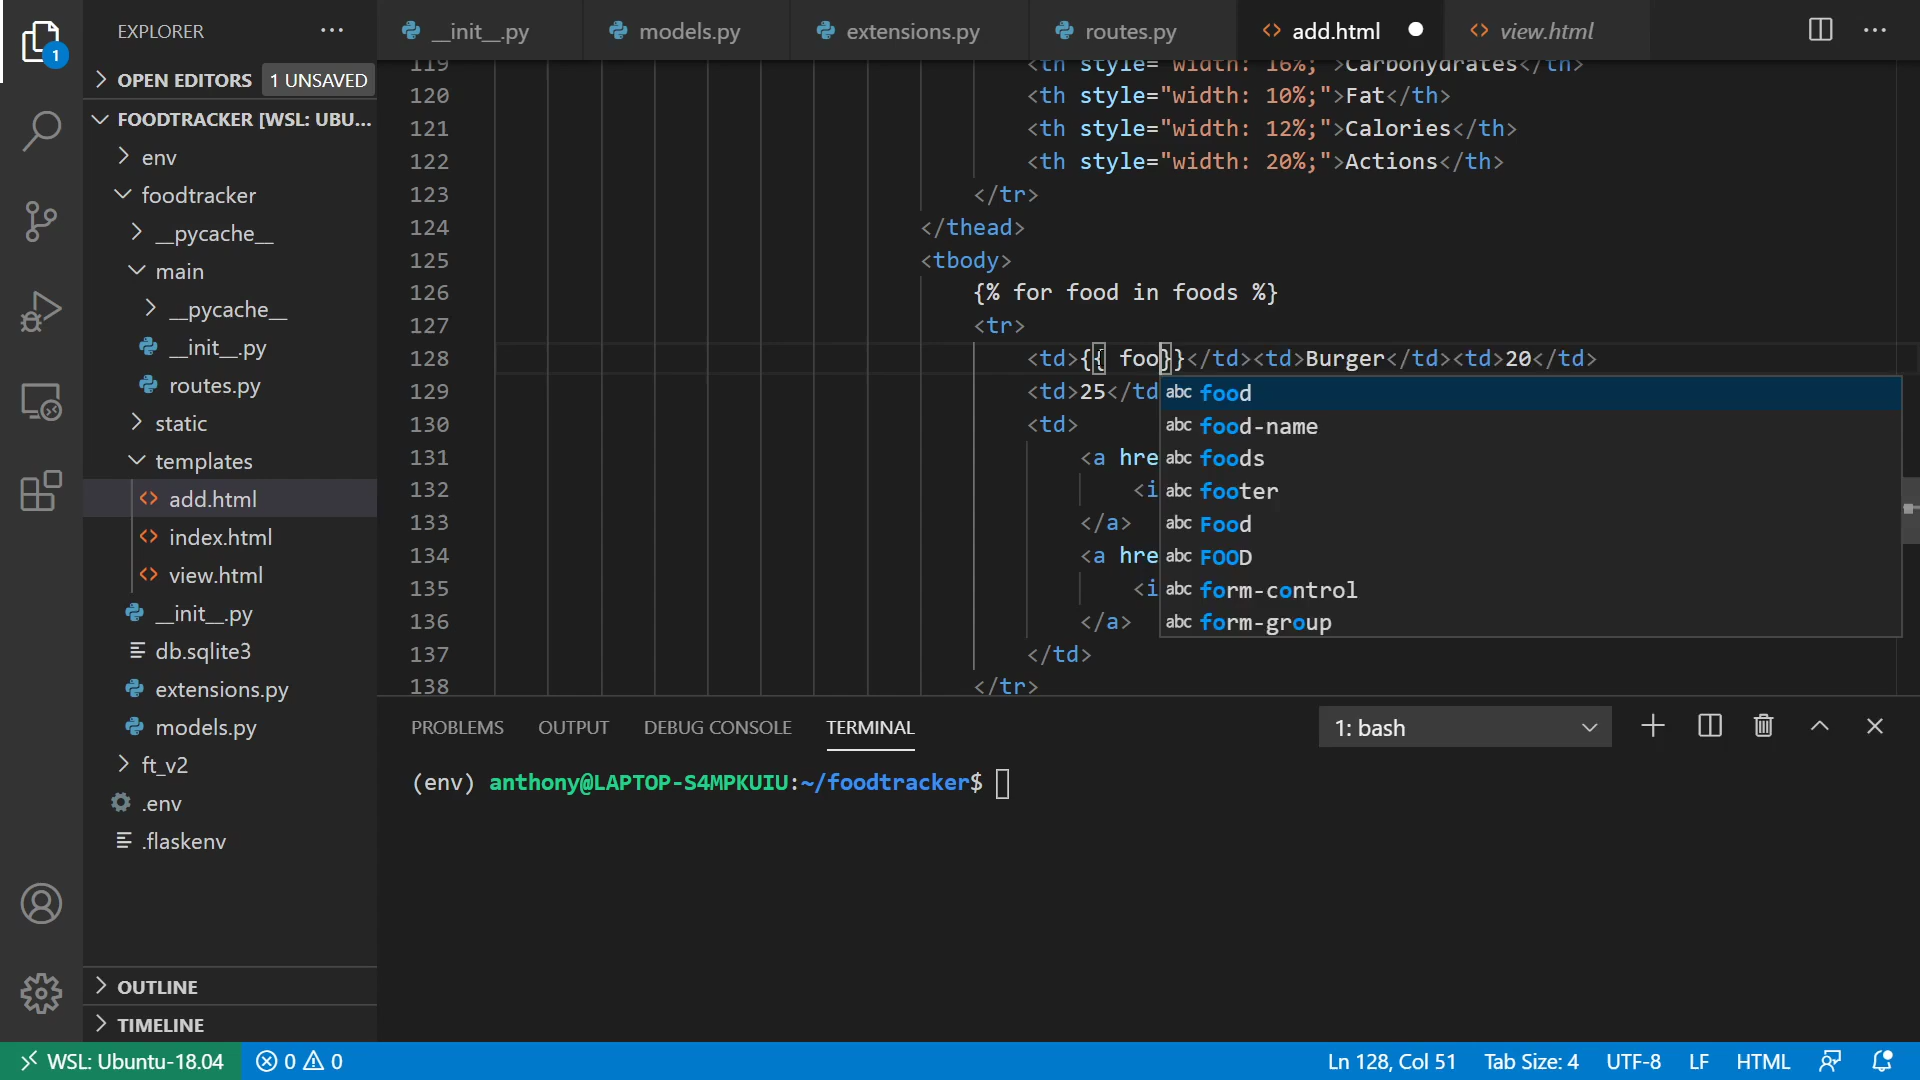 EXPLORER
1
OPEN EDITORS 1 UNSAVED
FOODTRACKER [WSL: UBU...
env
foodtracker
__pycache__
main
__pycache__
__init__.py
routes.py
static
templates
add.html
index.html
view.html
__init__.py
db.sqlite3
extensions.py
models.py
ft_v2
.env
.flaskenv
OUTLINE
TIMELINE
__init__.py models.py extensions.py routes.py add.html view.html
119 <th style="width: 16%;">Carbohydrates</th>
120 <th style="width: 10%;">Fat</th>
121 <th style="width: 12%;">Calories</th>
122 <th style="width: 20%;">Actions</th>
123 </tr>
124 </thead>
125 <tbody>
126 {% for food in foods %}
127 <tr>
128 <td>{{ foo}}</td><td>Burger</td><td>20</td>
129 <td>25</td
130 <td>
131 <a hre
132 <i
133 </a>
134 <a hre
135 <i
136 </a>
137 </td>
138 </tr>
abc food
abc food-name
abc foods
abc footer
abc Food
abc FOOD
abc form-control
abc form-group
PROBLEMS OUTPUT DEBUG CONSOLE TERMINAL 1: bash
(env) anthony@LAPTOP-S4MPKUIU:~/foodtracker$
WSL: Ubuntu-18.04 0 0 Ln 128, Col 51 Tab Size: 4 UTF-8 LF HTML